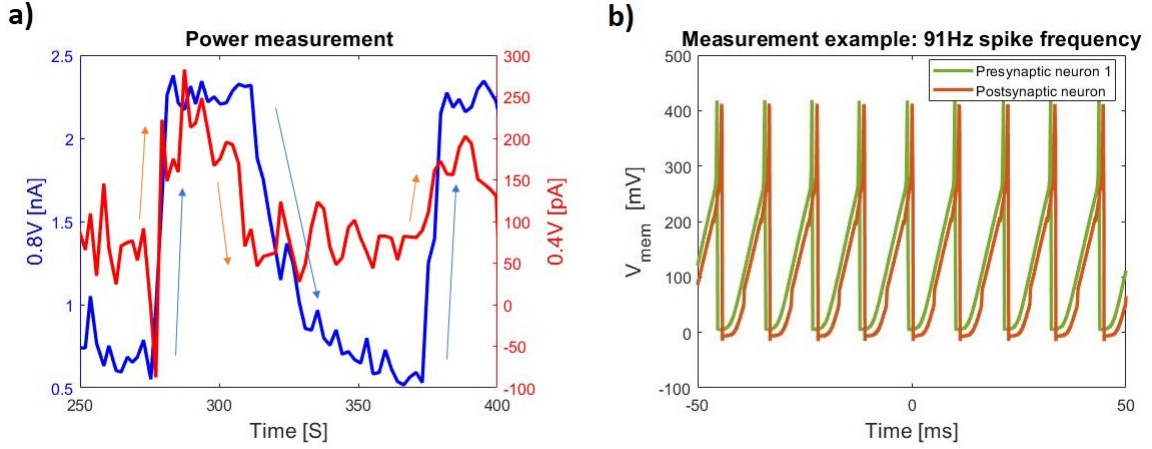 a)
Power measurement
0.8V [nA]
2.5
2
1.5
1
0.5
300
250
200
150
100
50
0
-50
-100
0.4V [pA]
250
300
350
400
Time [S]
b)
Measurement example: 91Hz spike frequency
Presynaptic neuron 1
Postsynaptic neuron
V_mem [mV]
500
400
300
200
100
0
-100
-50
0
50
Time [ms]